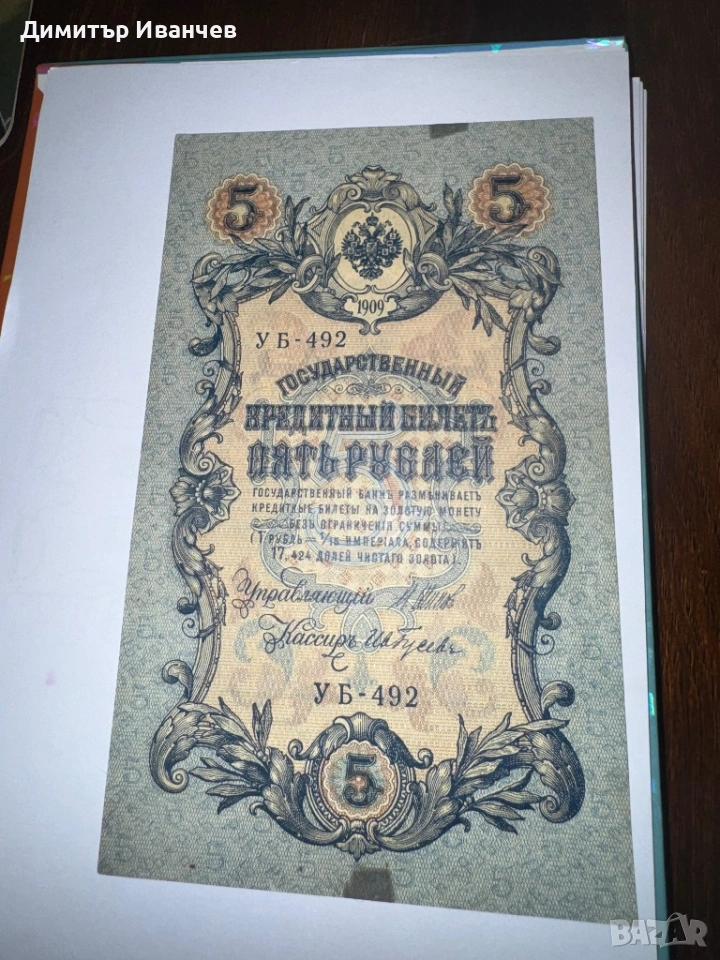 Димитър Иванчев
5 5
1909
УБ-492
ГОСУДАРСТВЕННЫЙ
КРЕДИТНЫЙ БИЛЕТЪ
ПЯТЬ РУБЛЕЙ
ГОСУДАРСТВЕННЫЙ БАНКЪ РАЗМѢНИВАЕТЪ
КРЕДИТНЫЕ БИЛЕТЫ НА ЗОЛОТУЮ МОНЕТУ
БЕЗЪ ОГРАНИЧЕНІЯ СУММЫ
(1 РУБЛЬ = 1/15 ИМПЕРІАЛА, СОДЕРЖИТЪ
17,424 ДОЛЕЙ ЧИСТАГО ЗОЛОТА).
Управляющій
Кассиръ
УБ-492
5
BAZAR